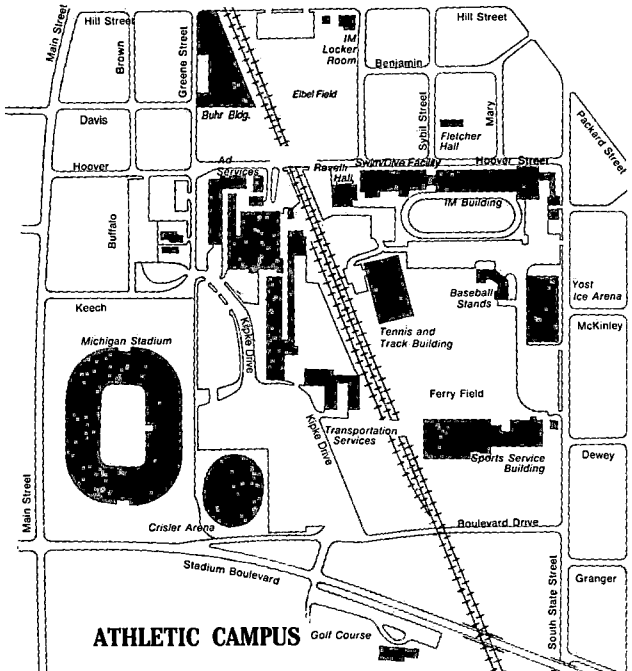 Main Street
Hill Street
Brown
Greene Street
IM
Locker
Room
Hill Street
Benjamin
Elbel Field
Sybil Street
Mary
Packard Street
Davis
Buhr Bldg.
Fletcher
Hall
Hoover
Ad
Services
Revelli
Hall
Swim/Dive Facility
Hoover Street
IM Building
Buffalo
Keech
Kipke Drive
Baseball
Stands
Yost
Ice Arena
Michigan Stadium
Tennis and
Track Building
McKinley
Ferry Field
Kipke Drive
Transportation
Services
Sports Service
Building
Dewey
Main Street
Crisler Arena
Boulevard Drive
Stadium Boulevard
South State Street
Granger
ATHLETIC CAMPUS
Golf Course